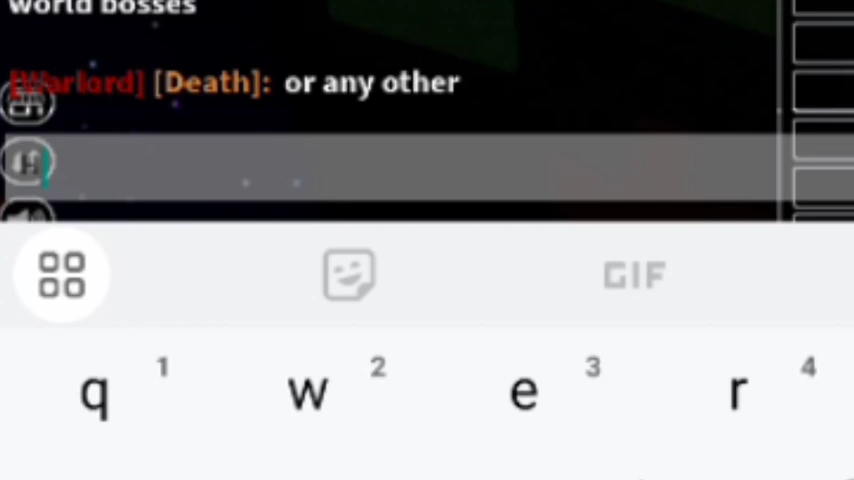 world bosses
[Warlord] [Death]: or any other
H
GIF
q 1 w 2 e 3 r 4